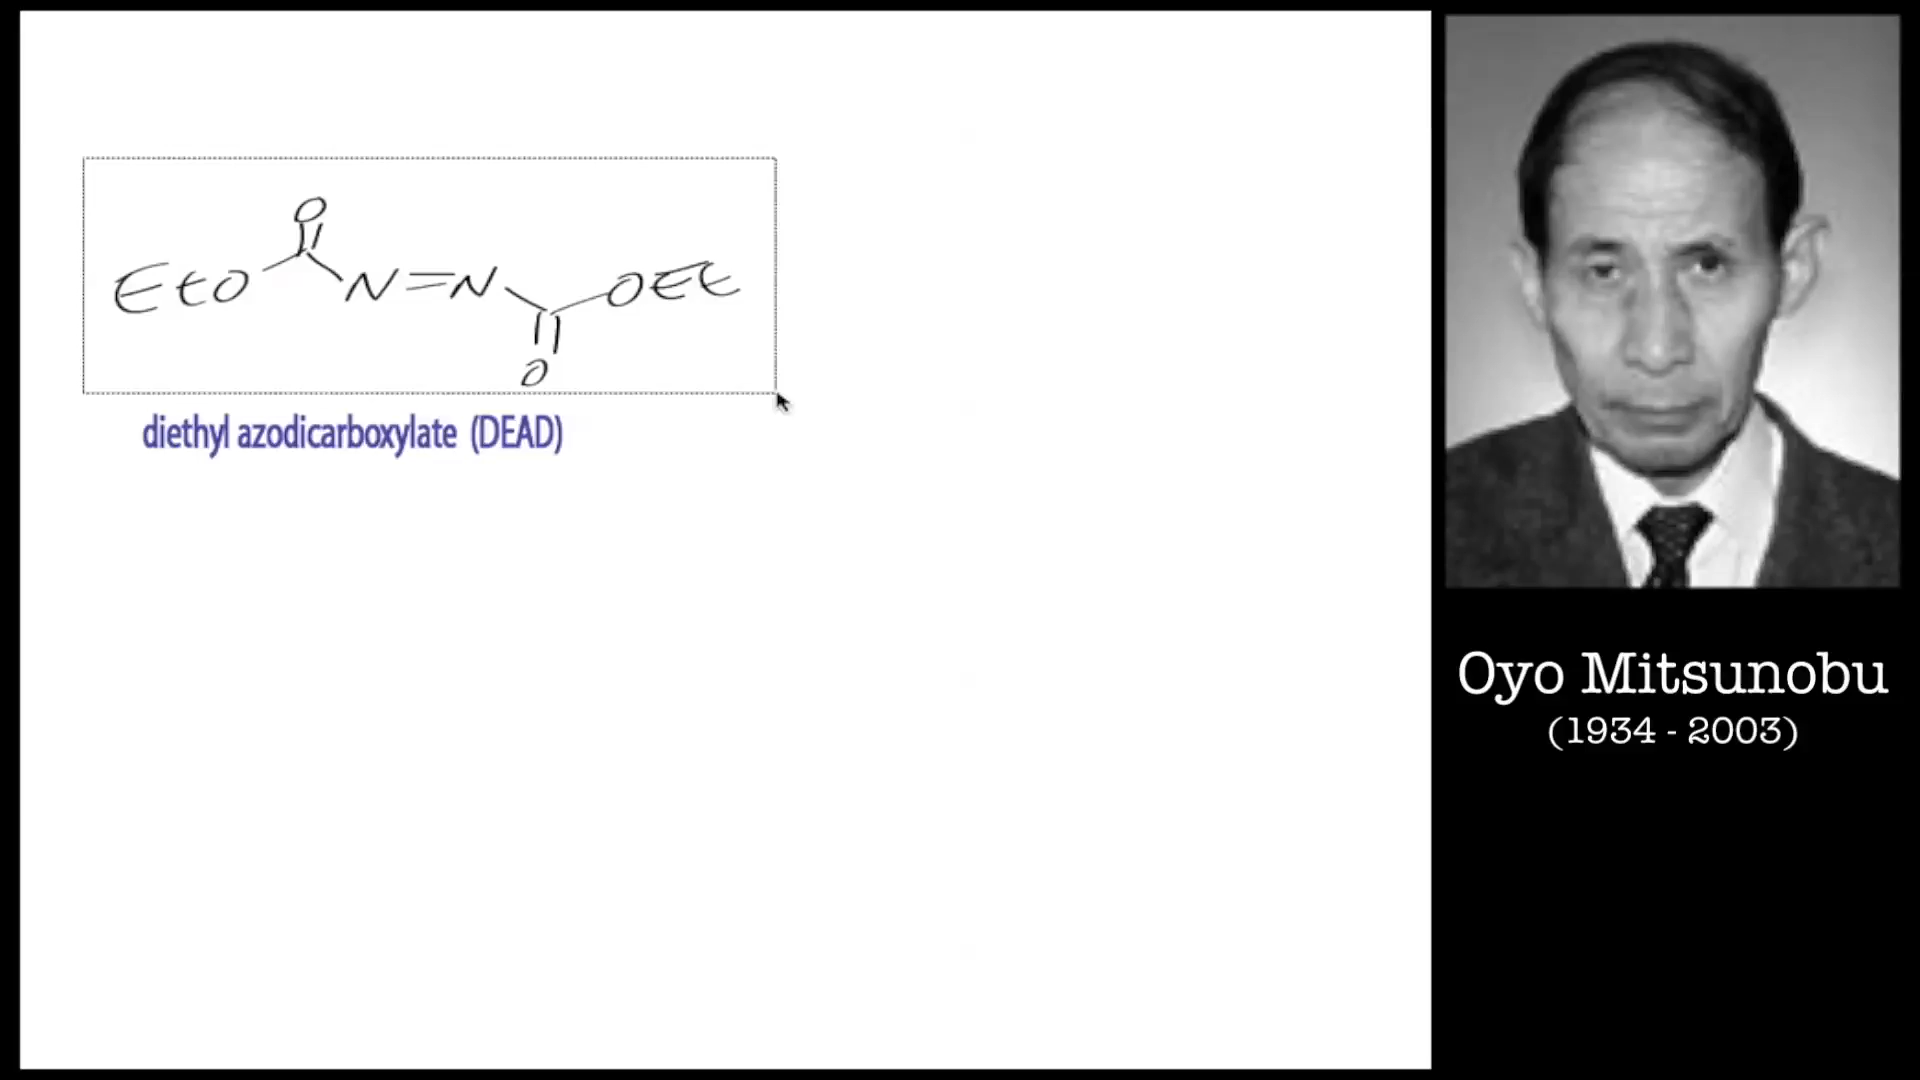 O
EtO N=N OEt
O
diethyl azodicarboxylate (DEAD)
Oyo Mitsunobu
(1934 - 2003)